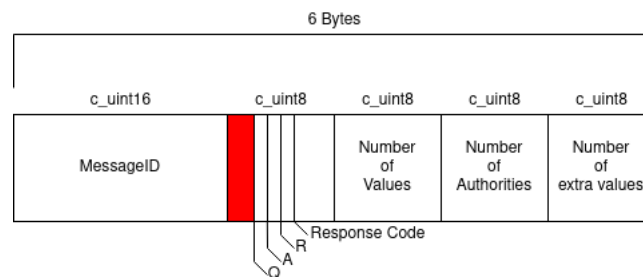 6 Bytes
c_uint16
c_uint8
c_uint8
c_uint8
c_uint8
MessageID
Number
of
Values
Number
of
Authorities
Number
of
extra values
Response Code
R
A
Q